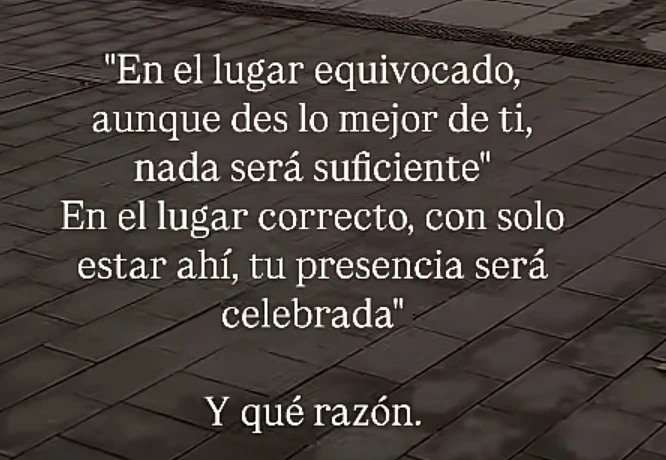 "En el lugar equivocado,
aunque des lo mejor de ti,
nada será suficiente"
En el lugar correcto, con solo
estar ahí, tu presencia será
celebrada"
Y qué razón.